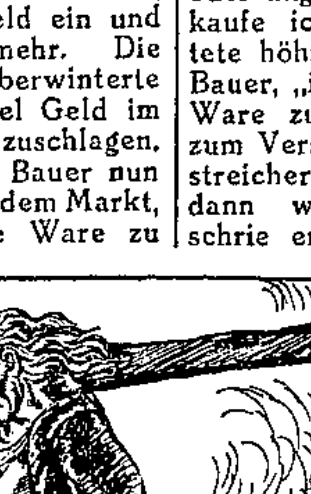 eld ein und
mehr. Die
berwinterte
el Geld im
zuschlagen.
Bauer nun
dem Markt,
e Ware zu
kaufe ic
tete höh
Bauer, „i
Ware zu
zum Vers
streicher
dann w
schrie er